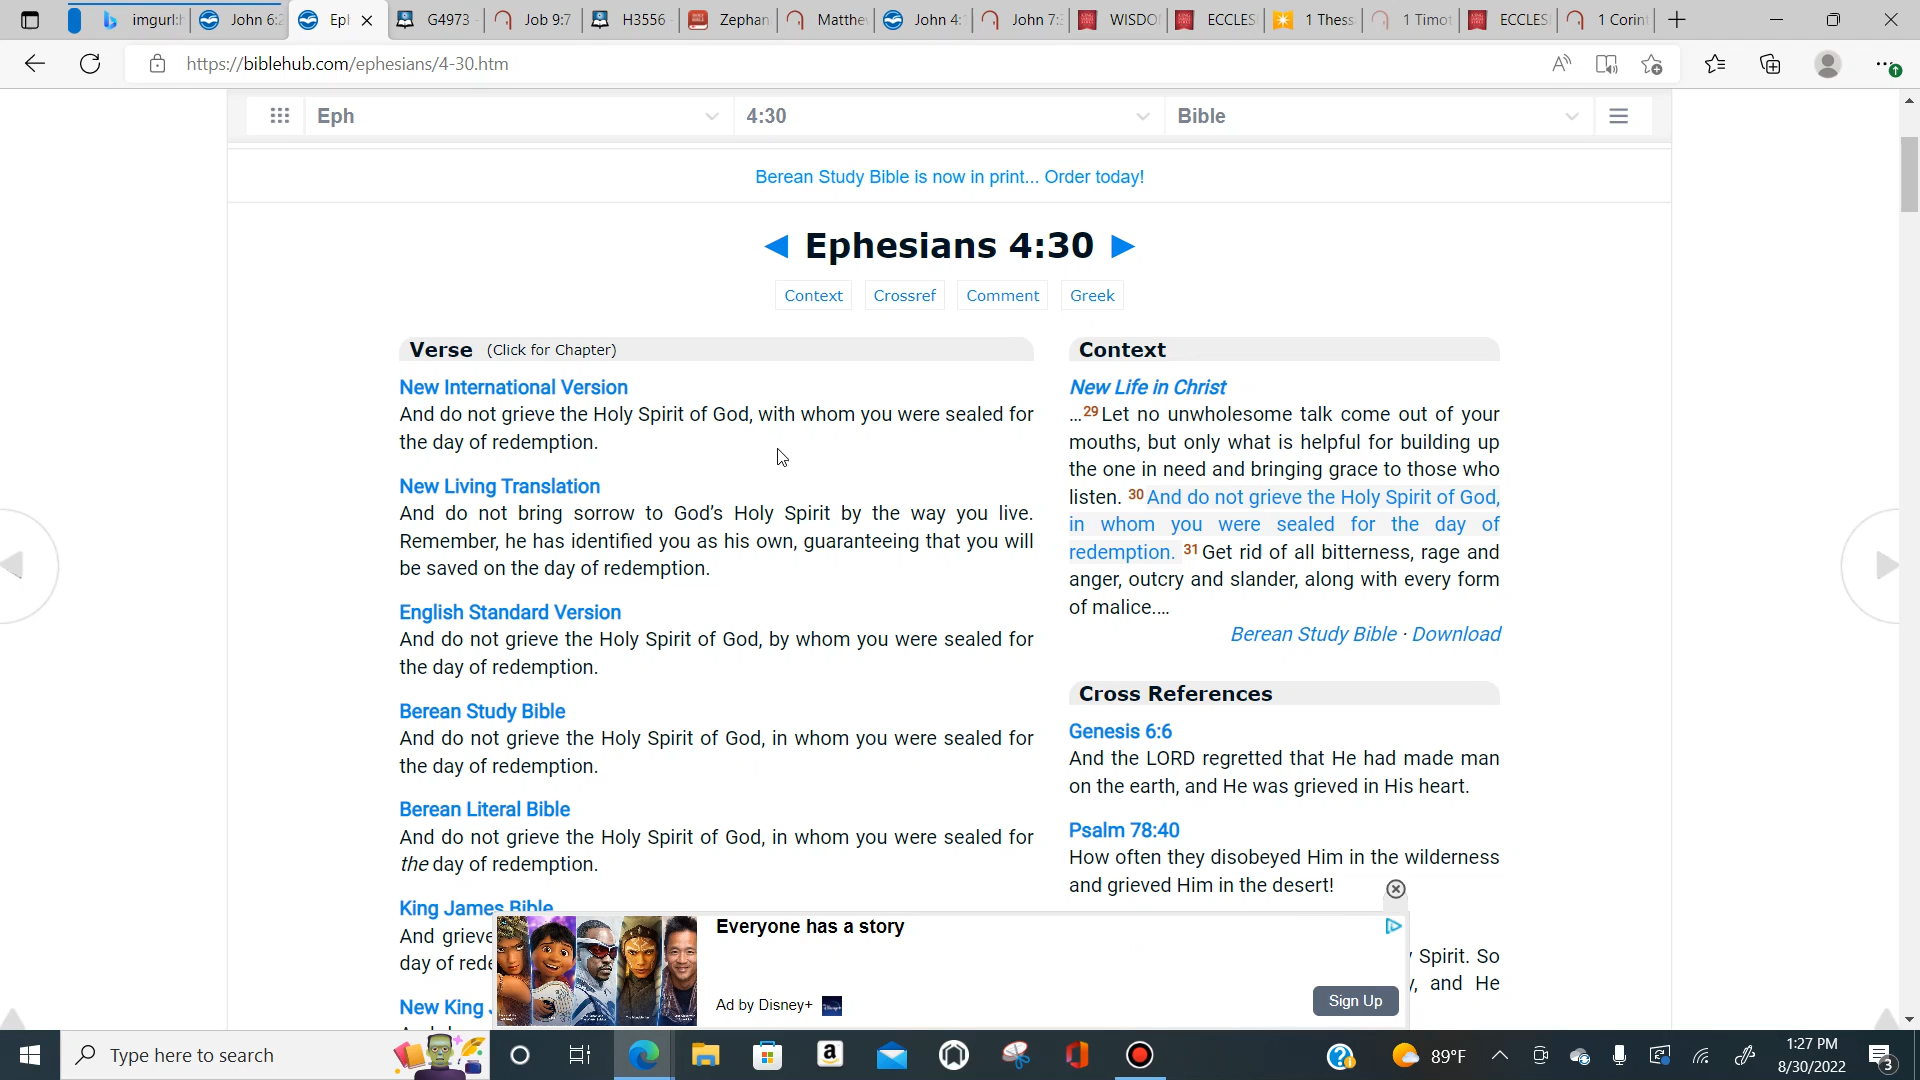 imgurl:h
John 6:2
Eph
G4973
Job 9:7
H3556
Zephan
Matthe
John 4:
John 7:
WISDO
ECCLES
1 Thess
1 Timot
ECCLES
1 Corint
https://biblehub.com/ephesians/4-30.htm
Eph
4:30
Bible
Berean Study Bible is now in print... Order today!
Ephesians 4:30
Context
Crossref
Comment
Greek
Verse (Click for Chapter)
New International Version
And do not grieve the Holy Spirit of God, with whom you were sealed for
the day of redemption.
New Living Translation
And do not bring sorrow to God's Holy Spirit by the way you live.
Remember, he has identified you as his own, guaranteeing that you will
be saved on the day of redemption.
English Standard Version
And do not grieve the Holy Spirit of God, by whom you were sealed for
the day of redemption.
Berean Study Bible
And do not grieve the Holy Spirit of God, in whom you were sealed for
the day of redemption.
Berean Literal Bible
And do not grieve the Holy Spirit of God, in whom you were sealed for
the day of redemption.
King James Bible
And grieve
day of rede
New King
Context
New Life in Christ
...29 Let no unwholesome talk come out of your
mouths, but only what is helpful for building up
the one in need and bringing grace to those who
listen. 30 And do not grieve the Holy Spirit of God,
in whom you were sealed for the day of
redemption. 31 Get rid of all bitterness, rage and
anger, outcry and slander, along with every form
of malice....
Berean Study Bible · Download
Cross References
Genesis 6:6
And the LORD regretted that He had made man
on the earth, and He was grieved in His heart.
Psalm 78:40
How often they disobeyed Him in the wilderness
and grieved Him in the desert!
Spirit. So
, and He
Everyone has a story
Ad by Disney+
Sign Up
Type here to search
89°F
1:27 PM
8/30/2022
3